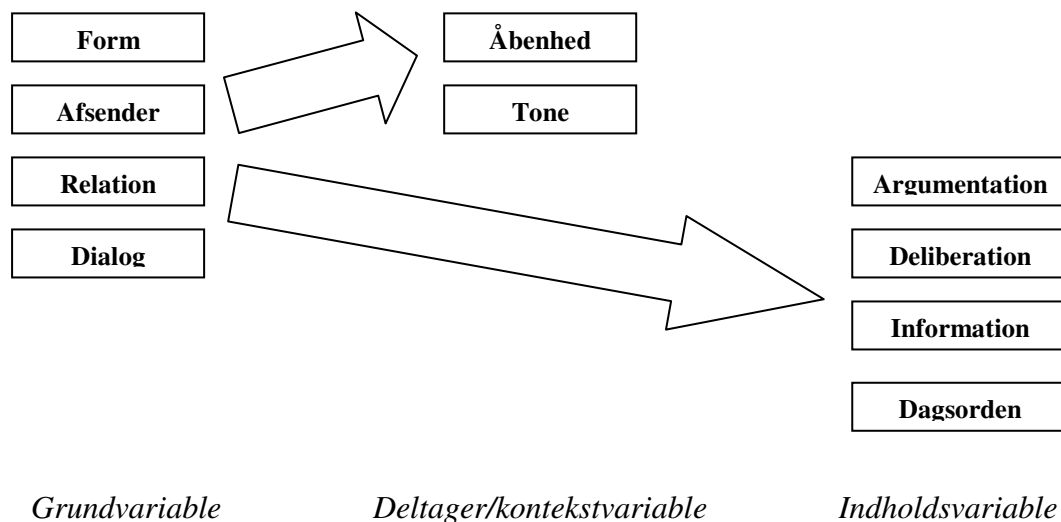 Form
Afsender
Relation
Dialog
Åbenhed
Tone
Argumentation
Deliberation
Information
Dagsorden
Grundvariable
Deltager/kontekstvariable
Indholdsvariable